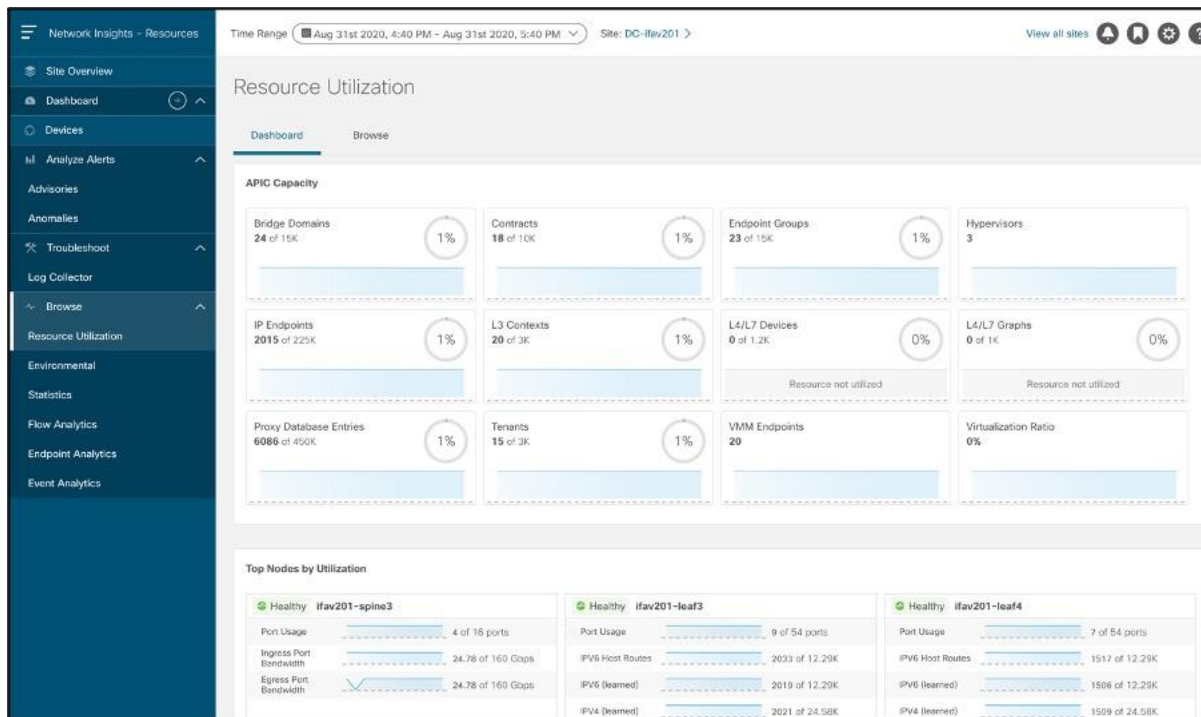 Network Insights - Resources
Time Range Aug 31st 2020, 4:40 PM - Aug 31st 2020, 5:40 PM Site: DC-ifav201 View all sites ?
Site Overview
Dashboard
Devices
Analyze Alerts
Advisories
Anomalies
Troubleshoot
Log Collector
Browse
Resource Utilization
Environmental
Statistics
Flow Analytics
Endpoint Analytics
Event Analytics
Resource Utilization
Dashboard Browse
APIC Capacity
Bridge Domains
24 of 15K
1%
Contracts
18 of 10K
1%
Endpoint Groups
23 of 15K
1%
Hypervisors
3
IP Endpoints
2015 of 225K
1%
L3 Contexts
20 of 3K
1%
L4/L7 Devices
0 of 1.2K
0%
Resource not utilized
L4/L7 Graphs
0 of 1K
0%
Resource not utilized
Proxy Database Entries
6086 of 450K
1%
Tenants
15 of 3K
1%
VMM Endpoints
20
Virtualization Ratio
0%
Top Nodes by Utilization
Healthy ifav201-spine3
Port Usage 4 of 16 ports
Ingress Port
Bandwidth 24.78 of 160 Gbps
Egress Port
Bandwidth 24.78 of 160 Gbps
Healthy ifav201-leaf3
Port Usage 9 of 54 ports
IPV6 Host Routes 2033 of 12.29K
IPV6 (learned) 2019 of 12.29K
IPV4 (learned) 2021 of 24.58K
Healthy ifav201-leaf4
Port Usage 7 of 54 ports
IPV6 Host Routes 1517 of 12.29K
IPV6 (learned) 1506 of 12.29K
IPV4 (learned) 1509 of 24.58K